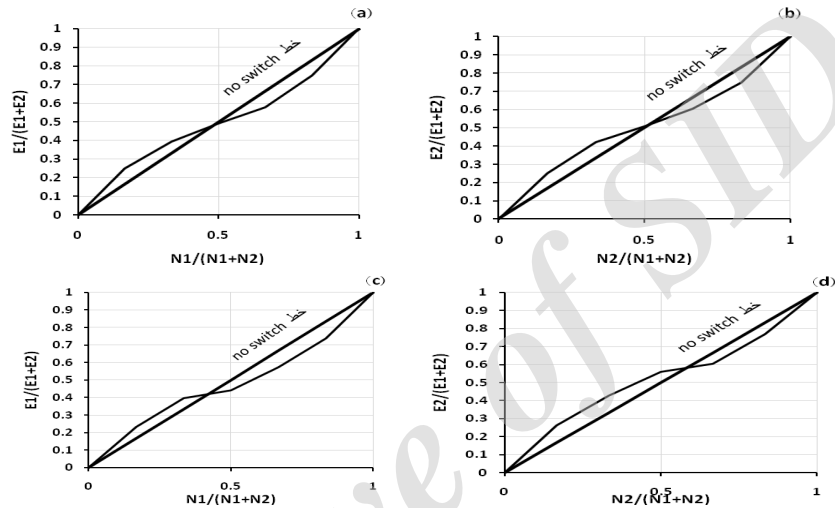 (a)
E1/(E1+E2)
1
0.9
0.8
0.7
0.6
0.5
0.4
0.3
0.2
0.1
0
no switch خط
0 0.5 1
N1/(N1+N2)
(b)
E2/(E1+E2)
1
0.9
0.8
0.7
0.6
0.5
0.4
0.3
0.2
0.1
0
no switch خط
0 0.5 1
N2/(N1+N2)
(c)
E1/(E1+E2)
1
0.9
0.8
0.7
0.6
0.5
0.4
0.3
0.2
0.1
0
no switch خط
0 0.5 1
N1/(N1+N2)
(d)
E2/(E1+E2)
1
0.9
0.8
0.7
0.6
0.5
0.4
0.3
0.2
0.1
0
no switch خط
0 0.5 1
N2/(N1+N2)
of SID